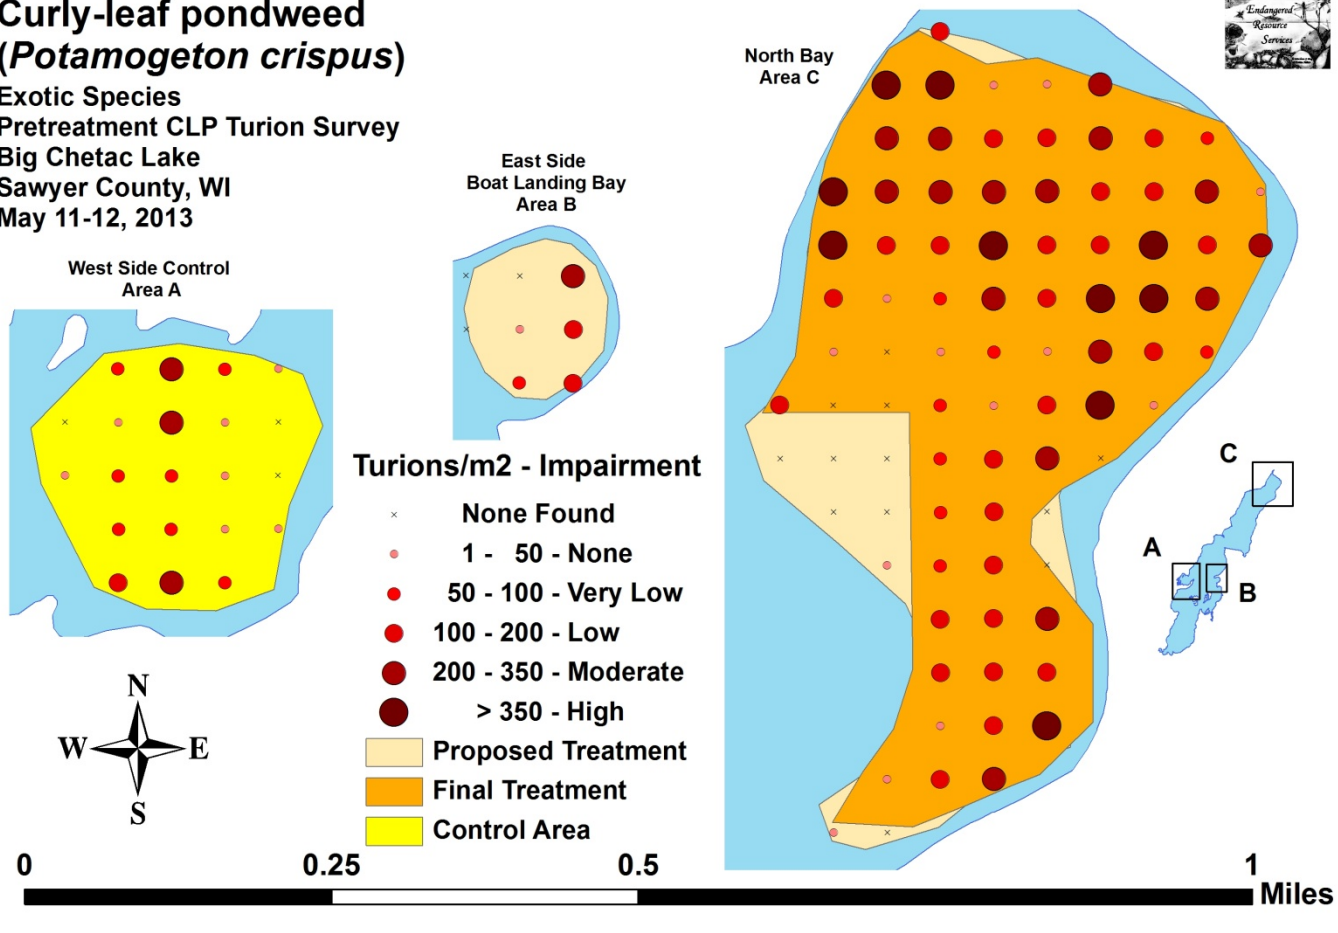 Curly-leaf pondweed
(Potamogeton crispus)
Exotic Species
Pretreatment CLP Turion Survey
Big Chetac Lake
Sawyer County, WI
May 11-12, 2013
West Side Control
Area A
East Side
Boat Landing Bay
Area B
North Bay
Area C
Endangered
Resource
Services
Turions/m2 - Impairment
None Found
1 - 50 - None
50 - 100 - Very Low
100 - 200 - Low
200 - 350 - Moderate
> 350 - High
Proposed Treatment
Final Treatment
Control Area
N
W E
S
C
A
B
0 0.25 0.5 1
Miles